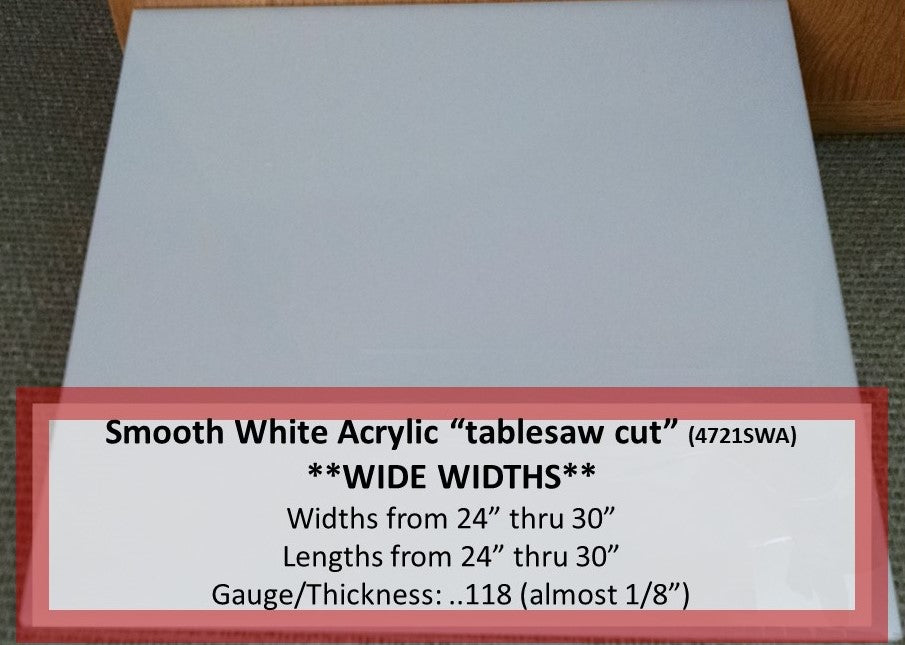 Smooth White Acrylic “tablesaw cut” (4721SWA)
**WIDE WIDTHS**
Widths from 24” thru 30”
Lengths from 24” thru 30”
Gauge/Thickness: ..118 (almost 1/8”)